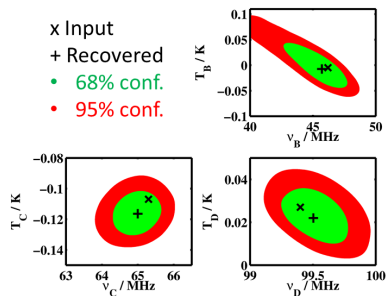 x Input
+ Recovered
• 68% conf.
• 95% conf.
T_B / K
0.1
0.05
0
-0.05
-0.1
40 45 50
ν_B / MHz
T_C / K
-0.08
-0.1
-0.12
-0.14
63 64 65 66
ν_C / MHz
T_D / K
0.04
0.02
0
99 99.5 100
ν_D / MHz